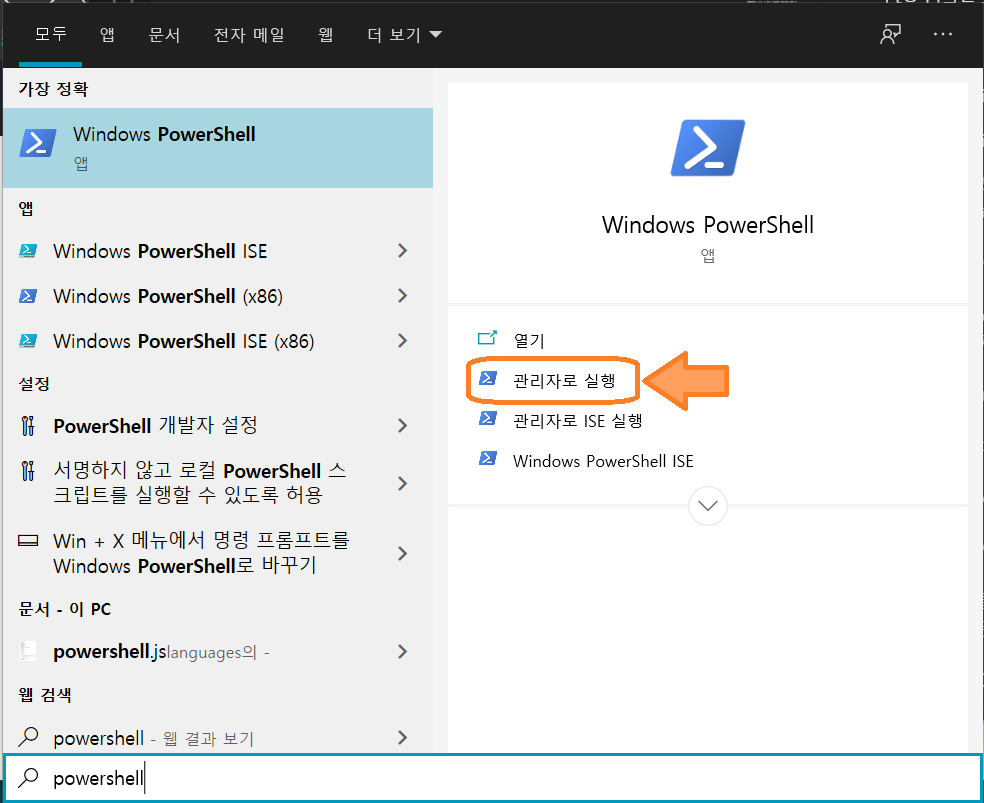 모두 앱 문서 전자 메일 웹 더 보기
가장 정확
Windows PowerShell
앱
앱
Windows PowerShell ISE
Windows PowerShell (x86)
Windows PowerShell ISE (x86)
설정
PowerShell 개발자 설정
서명하지 않고 로컬 PowerShell 스
크립트를 실행할 수 있도록 허용
Win + X 메뉴에서 명령 프롬프트를
Windows PowerShell로 바꾸기
문서 - 이 PC
powershell.jslanguages의 -
웹 검색
powershell - 웹 결과 보기
powershell
Windows PowerShell
앱
열기
관리자로 실행
관리자로 ISE 실행
Windows PowerShell ISE